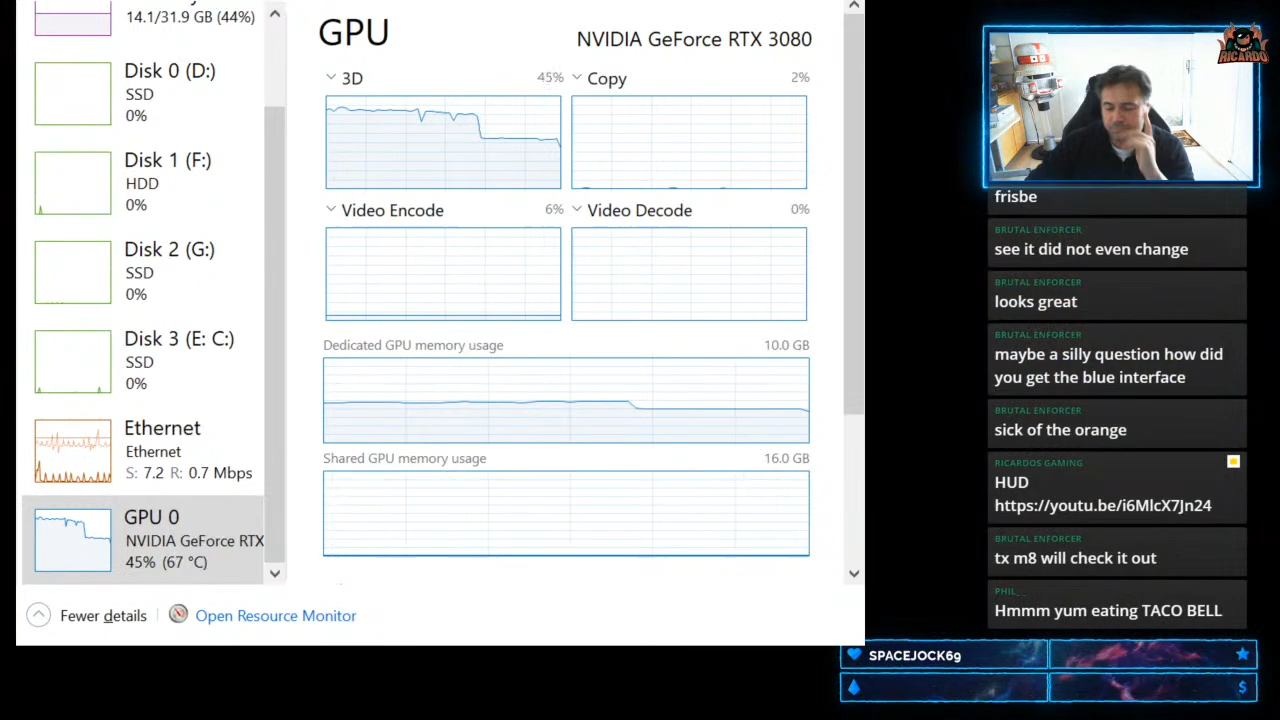 14.1/31.9 GB (44%)
Disk 0 (D:)
SSD
0%
Disk 1 (F:)
HDD
0%
Disk 2 (G:)
SSD
0%
Disk 3 (E: C:)
SSD
0%
Ethernet
Ethernet
S: 7.2 R: 0.7 Mbps
GPU 0
NVIDIA GeForce RTX
45% (67 °C)
Fewer details
Open Resource Monitor
GPU
NVIDIA GeForce RTX 3080
3D 45%
Copy 2%
Video Encode 6%
Video Decode 0%
Dedicated GPU memory usage 10.0 GB
Shared GPU memory usage 16.0 GB
RICARDO
frisbe
BRUTAL ENFORCER
see it did not even change
BRUTAL ENFORCER
looks great
BRUTAL ENFORCER
maybe a silly question how did
you get the blue interface
BRUTAL ENFORCER
sick of the orange
RICARDOS GAMING
HUD
https://youtu.be/i6MlcX7Jn24
BRUTAL ENFORCER
tx m8 will check it out
PHIL__
Hmmm yum eating TACO BELL
SPACEJOCK69
$